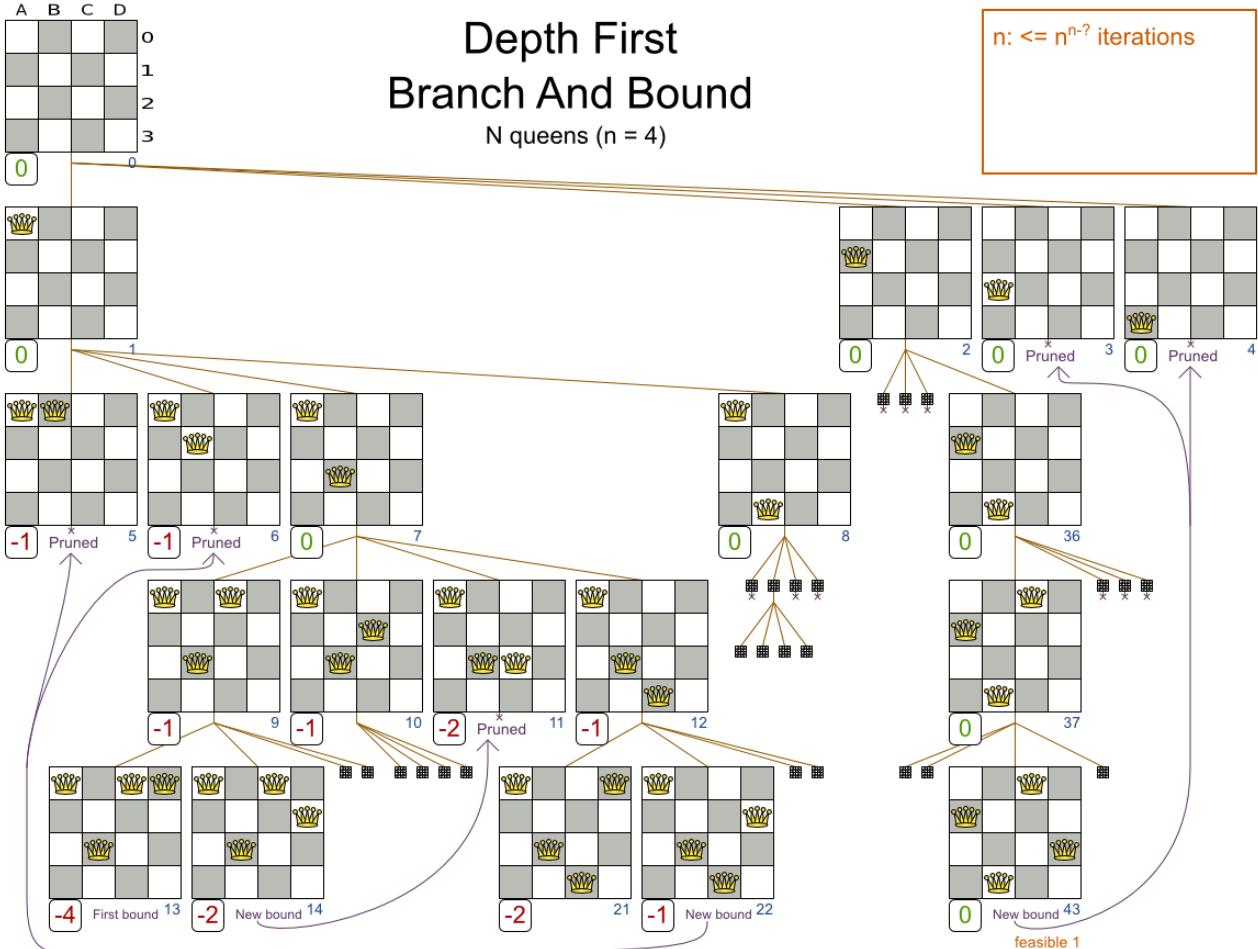 A B C D
Depth First
Branch And Bound
N queens (n = 4)
n: <= n^n-? iterations
0
1
2
3
0
0
0
1
0
2
0
Pruned
3
0
Pruned
4
-1
Pruned
5
-1
Pruned
6
0
7
0
8
0
36
-1
9
-1
10
-2
Pruned
11
-1
12
0
37
-4
First bound
13
-2
New bound
14
-2
21
-1
New bound
22
0
New bound
43
feasible 1